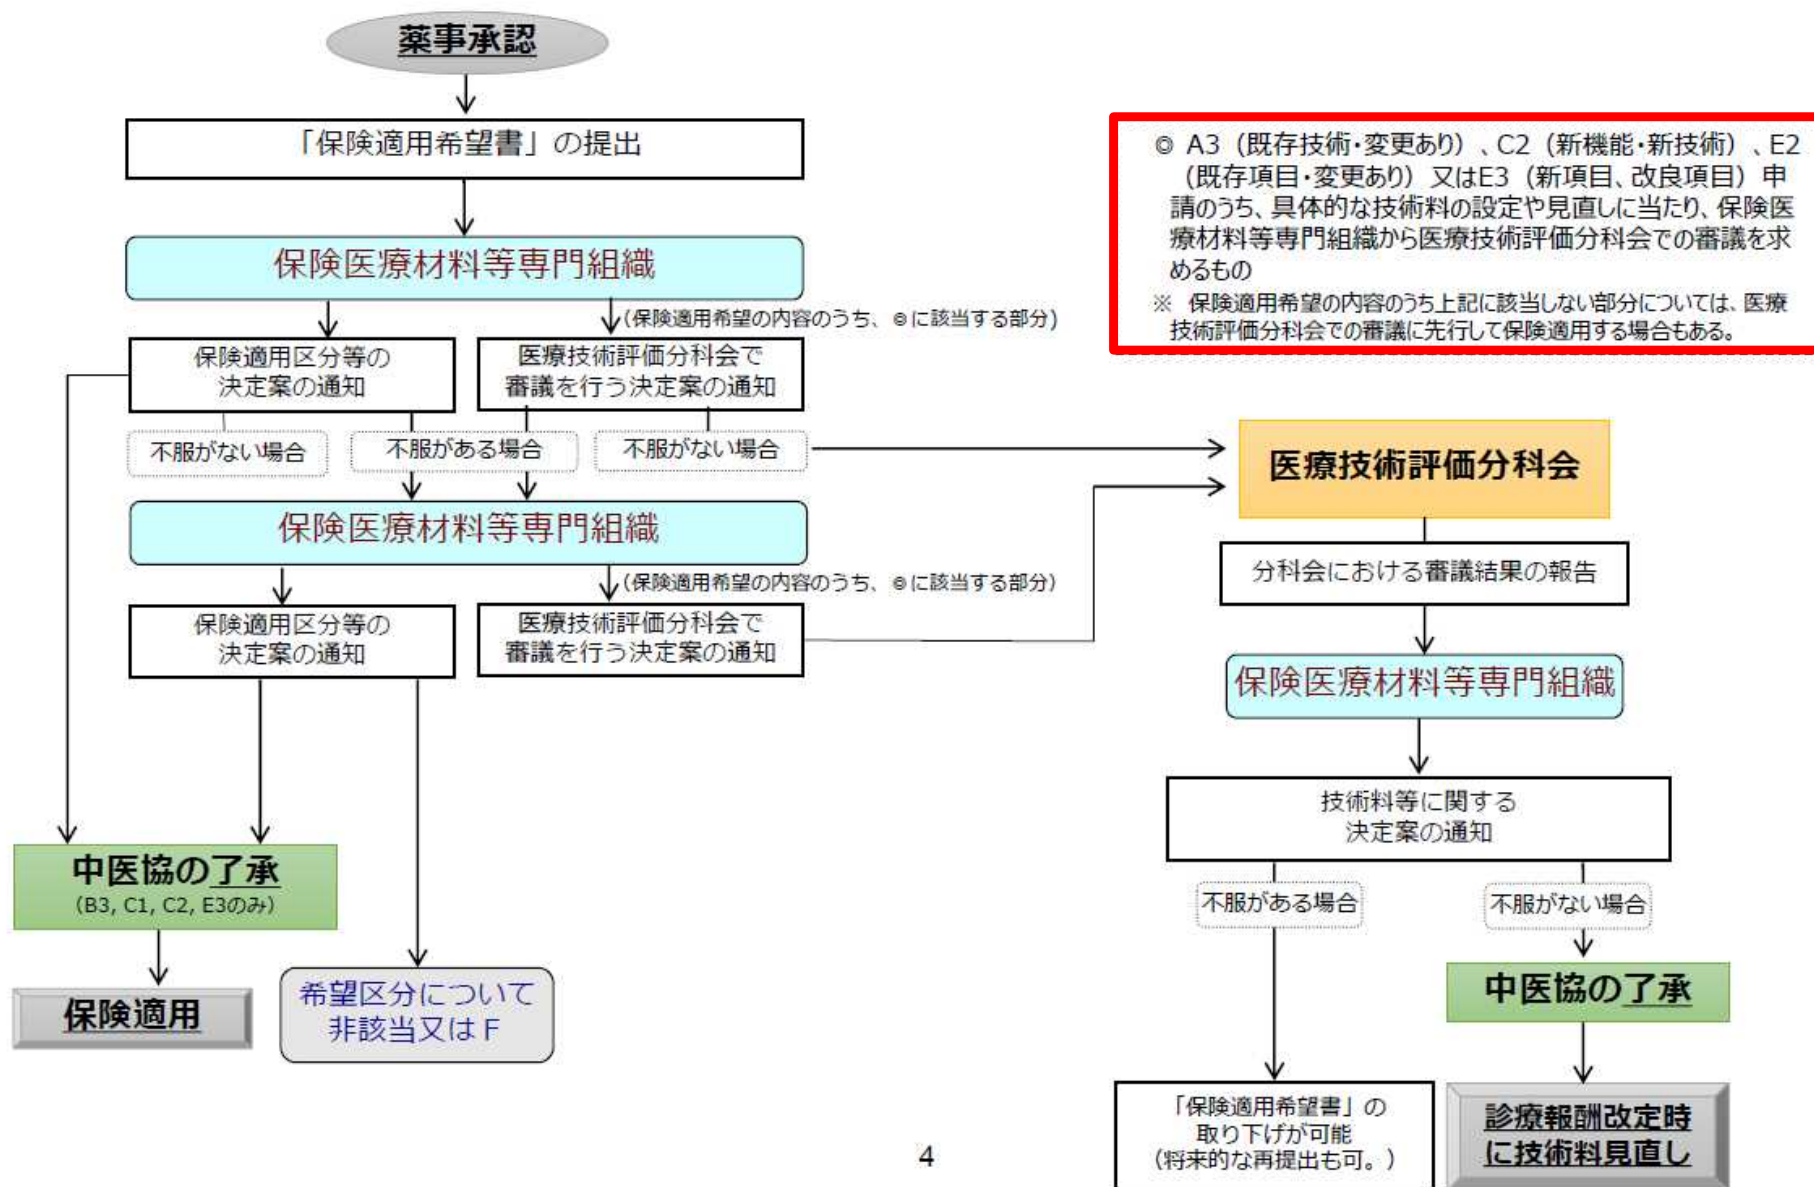 薬事承認
「保険適用希望書」の提出
保険医療材料等専門組織
(保険適用希望の内容のうち、◎に該当する部分)
保険適用区分等の
決定案の通知
医療技術評価分科会で
審議を行う決定案の通知
不服がない場合
不服がある場合
不服がない場合
保険医療材料等専門組織
(保険適用希望の内容のうち、◎に該当する部分)
保険適用区分等の
決定案の通知
医療技術評価分科会で
審議を行う決定案の通知
中医協の了承
(B3, C1, C2, E3のみ)
保険適用
希望区分について
非該当又はF
◎ A3（既存技術・変更あり）、C2（新機能・新技術）、E2
（既存項目・変更あり）又はE3（新項目、改良項目）申
請のうち、具体的な技術料の設定や見直しに当たり、保険医
療材料等専門組織から医療技術評価分科会での審議を求
めるもの
※ 保険適用希望の内容のうち上記に該当しない部分については、医療
技術評価分科会での審議に先行して保険適用する場合もある。
医療技術評価分科会
分科会における審議結果の報告
保険医療材料等専門組織
技術料等に関する
決定案の通知
不服がある場合
不服がない場合
中医協の了承
「保険適用希望書」の
取り下げが可能
（将来的な再提出も可。）
診療報酬改定時
に技術料見直し
4